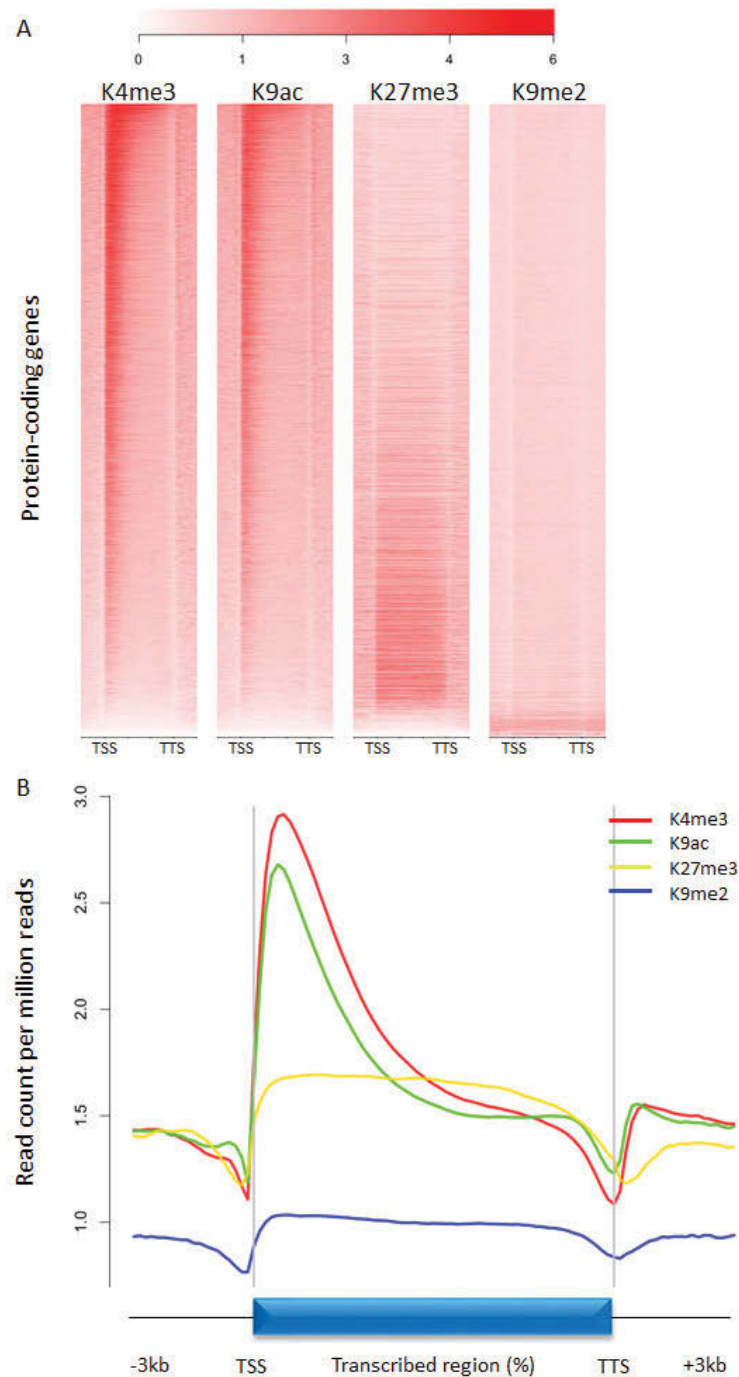 A
0 1 3 4 6
K4me3 K9ac K27me3 K9me2
Protein-coding genes
TSS TTS TSS TTS TSS TTS TSS TTS
B
Read count per million reads
3.0
2.5
2.0
1.5
1.0
K4me3
K9ac
K27me3
K9me2
-3kb TSS Transcribed region (%) TTS +3kb